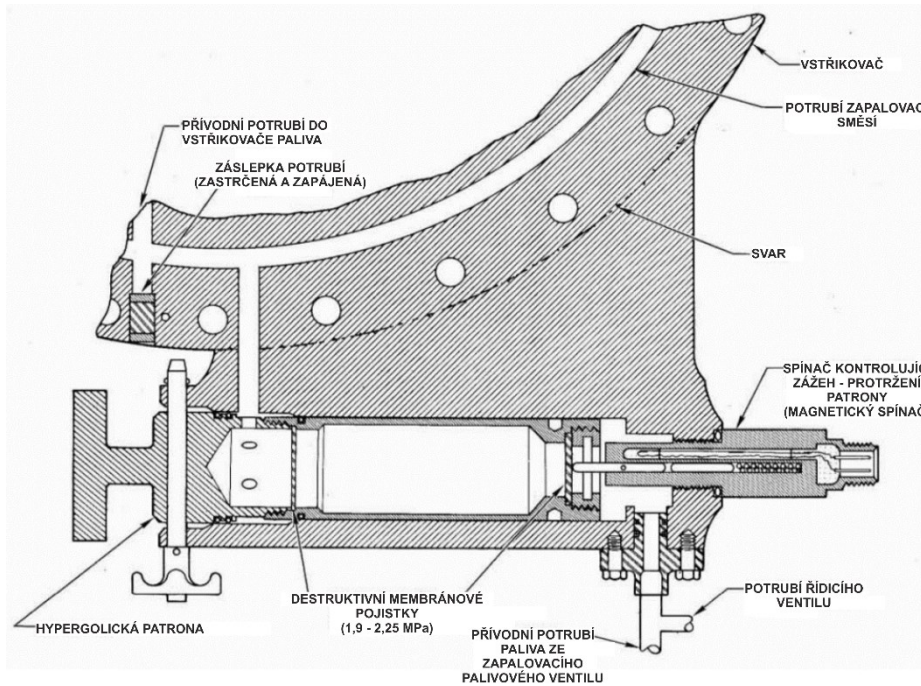 VSTŘIKOVAČ
POTRUBÍ ZAPALOVAC
SMĚSÍ
PŘÍVODNÍ POTRUBÍ DO
VSTŘIKOVAČE PALIVA
ZÁSLEPKA POTRUBÍ
(ZASTRČENÁ A ZAPÁJENÁ)
SVAR
SPÍNAČ KONTROLUJÍC
ZÁŽEH - PROTRŽENÍ
PATRONY
(MAGNETICKÝ SPÍNAČ
DESTRUKTIVNÍ MEMBRÁNOVÉ
POJISTKY
(1,9 - 2,25 MPa)
HYPERGOLICKÁ PATRONA
POTRUBÍ ŘÍDICIHO
VENTILU
PŘÍVODNÍ POTRUBÍ
PALIVA ZE
ZAPALOVACÍHO
PALIVOVÉHO VENTILU